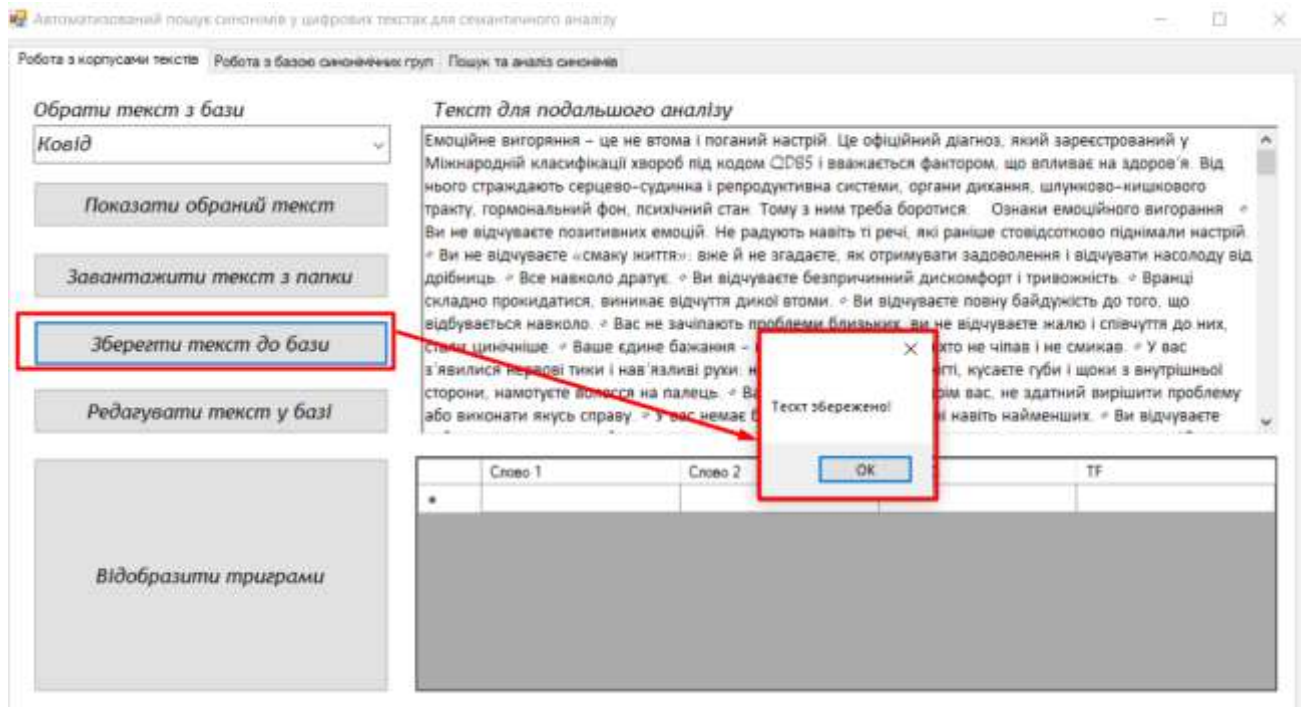 Автоматизований пошук синонімів у цифрових текстах для семантичного аналізу
Робота з корпусами текстів Робота з базою синонімічних груп Пошук та аналіз синонімів
Обрати текст з бази
Ковід
Показати обраний текст
Завантажити текст з папки
Зберегти текст до бази
Редагувати текст у базі
Відобразити триграми
Текст для подальшого аналізу
Емоційне вигоряння – це не втома і поганий настрій. Це офіційний діагноз, який зареєстрований у
Міжнародній класифікації хвороб під кодом QD85 і вважається фактором, що впливає на здоров'я. Від
нього страждають серцево-судинна і репродуктивна системи, органи дихання, шлунково-кишкового
тракту, гормональний фон, психічний стан. Тому з ним треба боротися. Ознаки емоційного вигорання
Ви не відчуваєте позитивних емоцій. Не радують навіть ті речі, які раніше стовідсотково піднімали настрій.
Ви не відчуваєте «смаку життя»: вже й не згадаєте, як отримувати задоволення і відчувати насолоду від
дрібниць. Все навколо дратує. Ви відчуваєте безпричинний дискомфорт і тривожність. Вранці
складно прокидатися, виникає відчуття дикої втоми. Ви відчуваєте повну байдужість до того, що
відбувається навколо. Вас не зачіпають проблеми близьких, ви не відчуваєте жалю і співчуття до них,
стали цинічніше. Ваше єдине бажання – хто не чіпав і не смикав. У вас
з'явилися нервові тики і нав'язливі рухи: кусаєте губи і щоки з внутрішньої
сторони, намотуєте волосся на палець. вас, не здатний вирішити проблему
або виконати якусь справу. У вас немає навіть найменших. Ви відчуваєте
Тескт збережено!
OK
Слово 1 Слово 2 TF